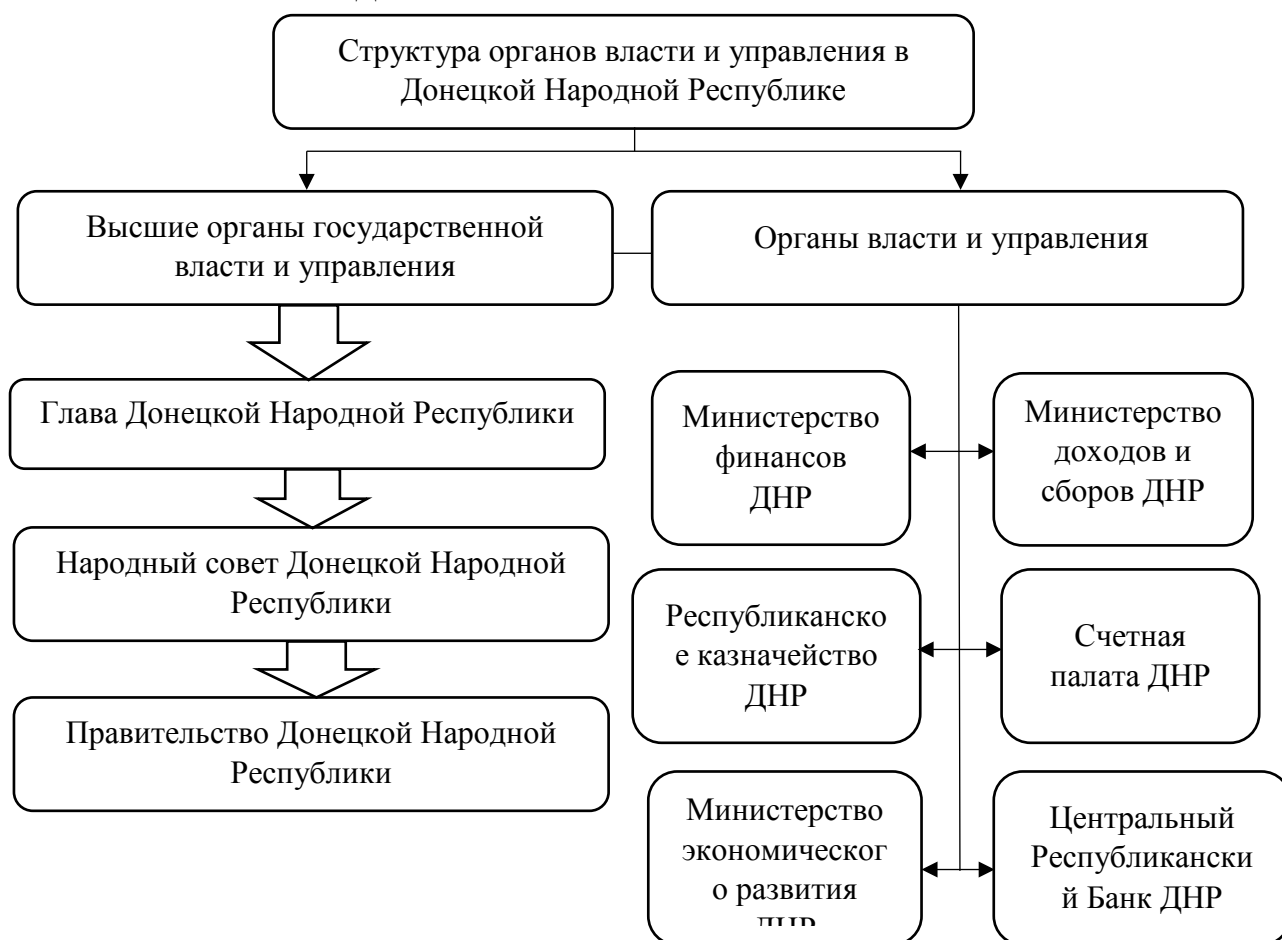 Структура органов власти и управления в
Донецкой Народной Республике
Высшие органы государственной
власти и управления
Органы власти и управления
Глава Донецкой Народной Республики
Народный совет Донецкой Народной
Республики
Правительство Донецкой Народной
Республики
Министерство
финансов
ДНР
Министерство
доходов и
сборов ДНР
Республиканско
е казначейство
ДНР
Счетная
палата ДНР
Министерство
экономическог
о развития
ДНР
Центральный
Республикански
й Банк ДНР